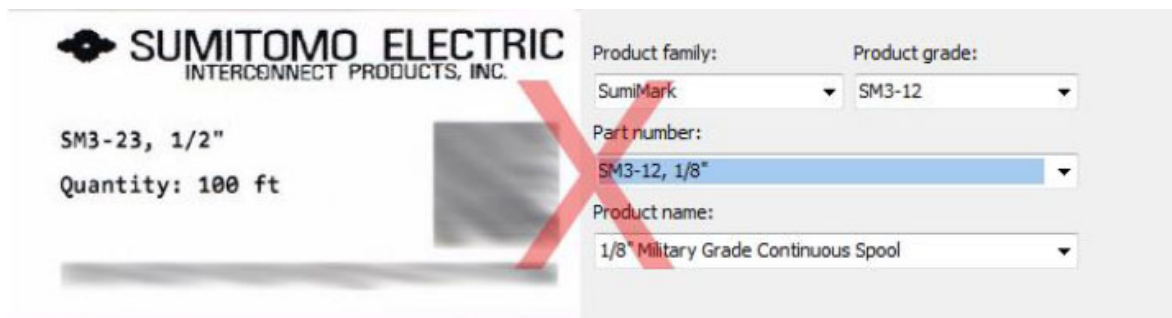 SUMITOMO ELECTRIC
INTERCONNECT PRODUCTS, INC.
SM3-23, 1/2"
Quantity: 100 ft
Product family: Product grade:
SumiMark SM3-12
Part number:
SM3-12, 1/8"
Product name:
1/8" Military Grade Continuous Spool